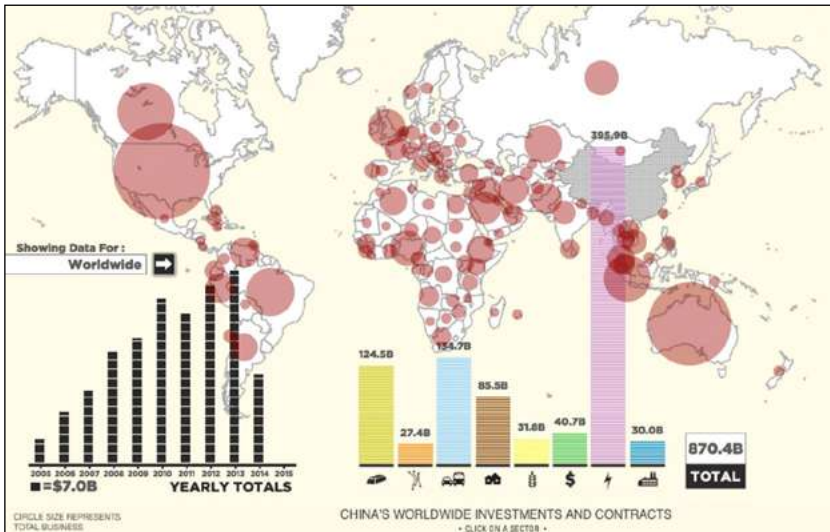 395.9B
Showing Data For :
Worldwide
124.5B
27.4B
134.7B
85.5B
31.8B
40.7B
$
30.0B
870.4B
TOTAL
2005 2006 2007 2008 2009 2010 2011 2012 2013 2014 2015
=$7.0B
YEARLY TOTALS
CIRCLE SIZE REPRESENTS
TOTAL BUSINESS
CHINA'S WORLDWIDE INVESTMENTS AND CONTRACTS
• CLICK ON A SECTOR •